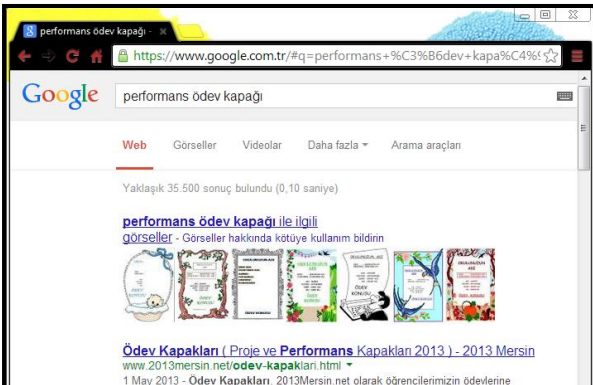 performans ödev kapağı -
https://www.google.com.tr/#q=performans+%C3%B6dev+kapa%C4%
Google performans ödev kapağı
Web Görseller Videolar Daha fazla Arama araçları
Yaklaşık 35.500 sonuç bulundu (0,10 saniye)
performans ödev kapağı ile ilgili
görseller - Görseller hakkında kötüye kullanım bildirin
ÖDEV KONUSU
Ödev Kapakları ( Proje ve Performans Kapakları 2013 ) - 2013 Mersin
www.2013mersin.net/odev-kapaklari.html
1 May 2013 - Ödev Kapakları. 2013Mersin.net olarak öğrencilerimizin ödevlerine